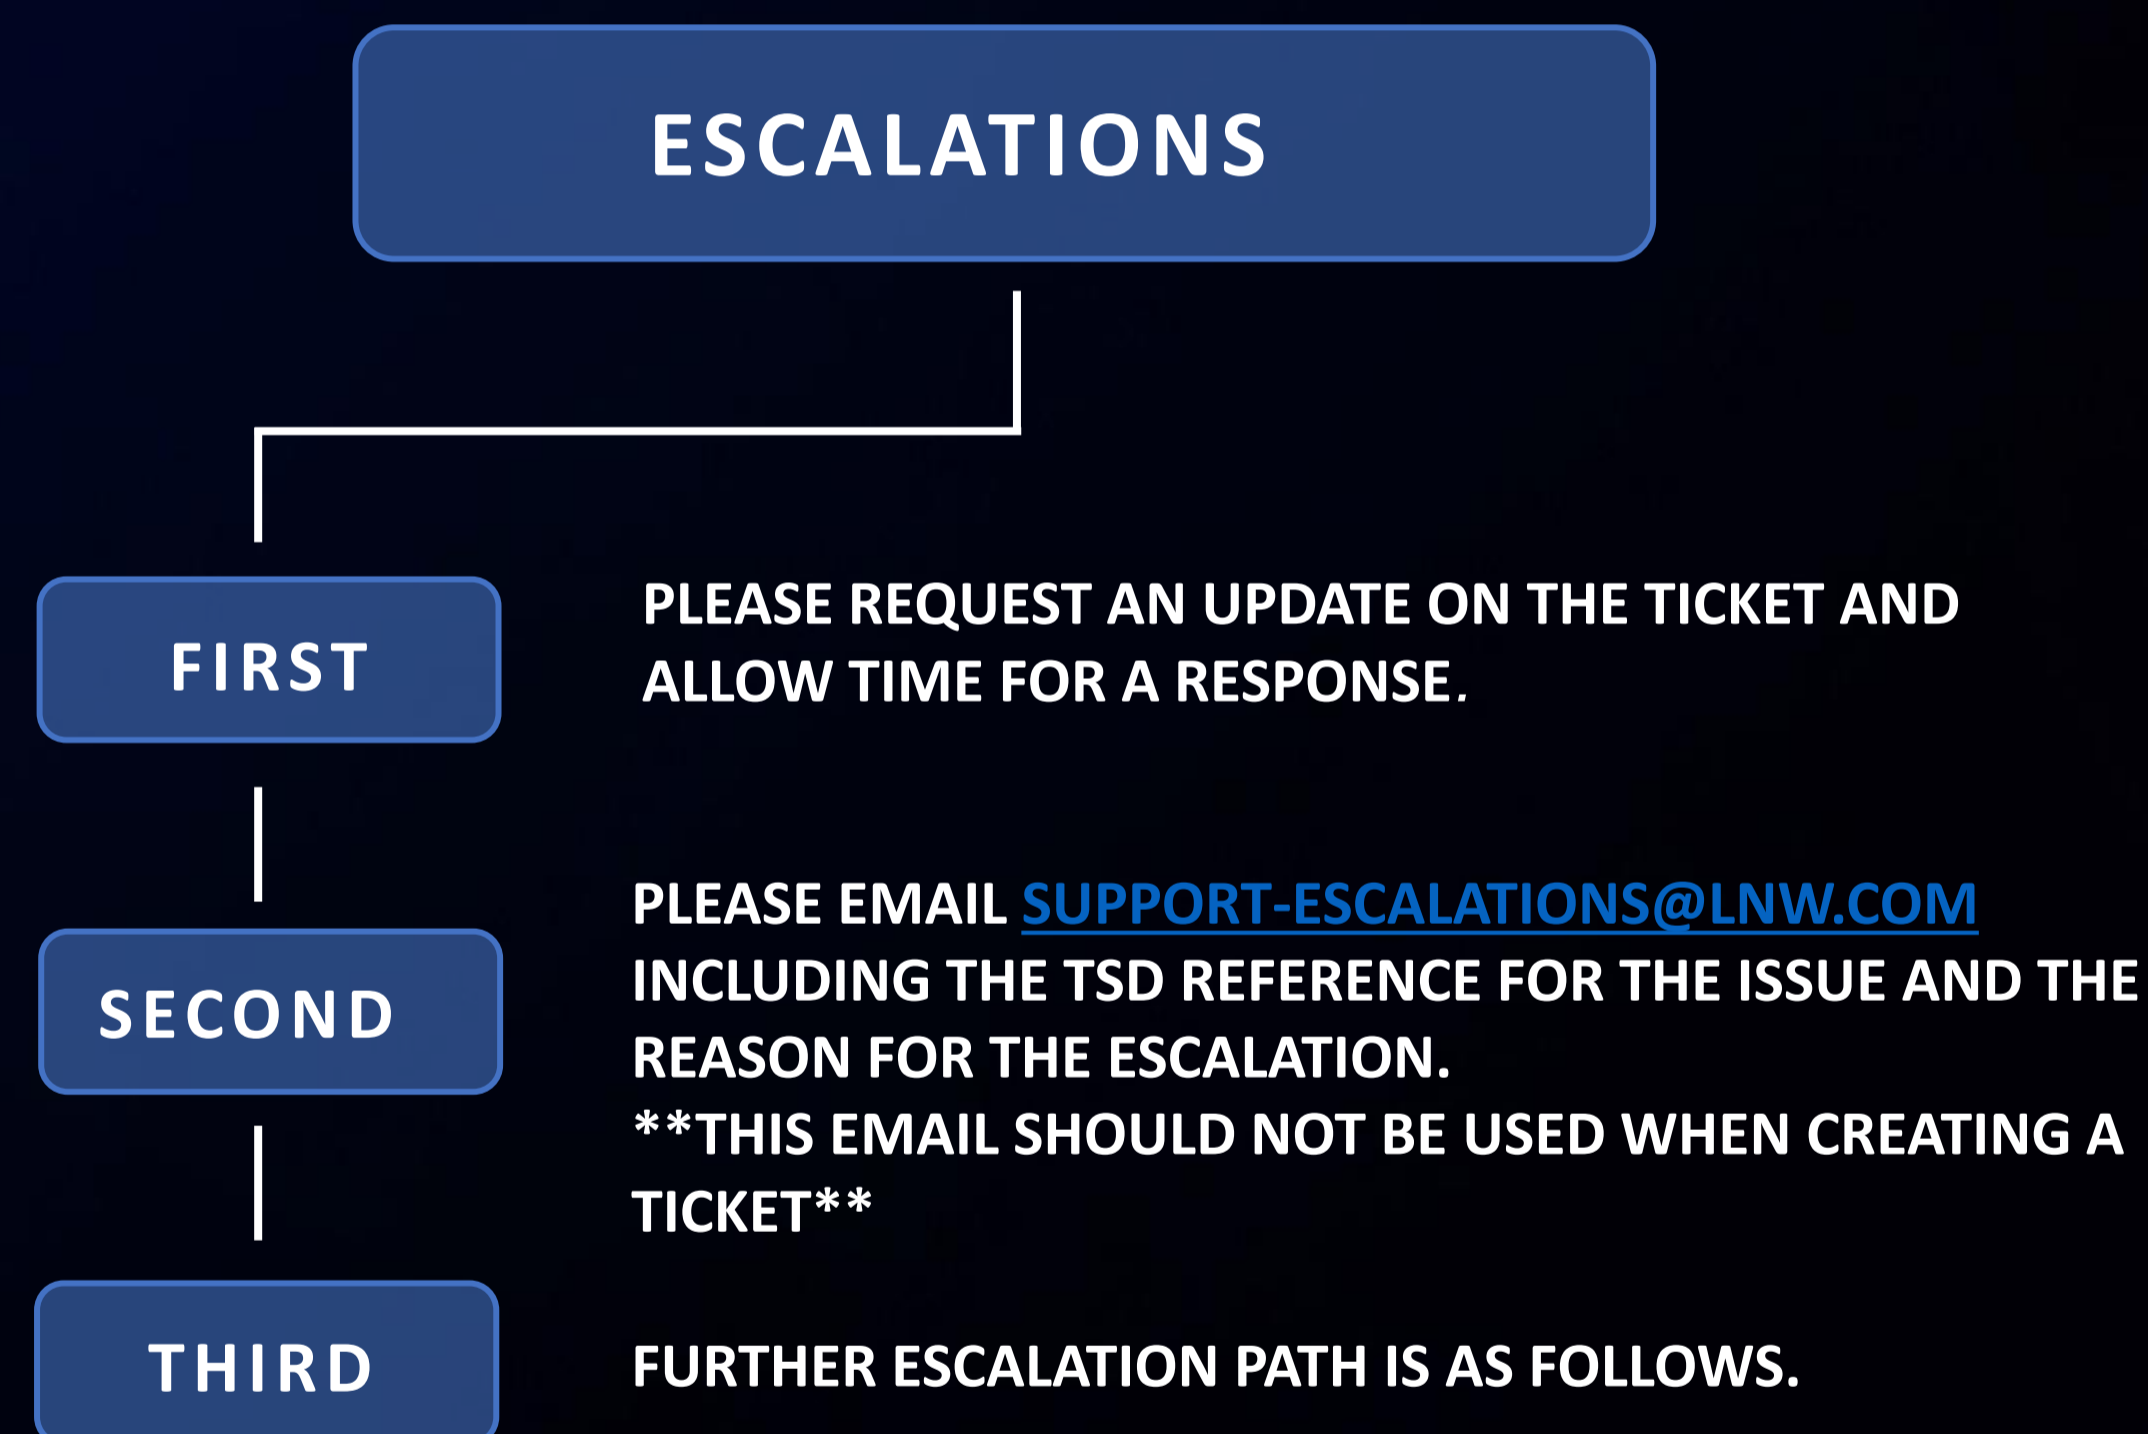 ESCALATIONS
FIRST
PLEASE REQUEST AN UPDATE ON THE TICKET AND
ALLOW TIME FOR A RESPONSE.
SECOND
PLEASE EMAIL SUPPORT-ESCALATIONS@LNW.COM
INCLUDING THE TSD REFERENCE FOR THE ISSUE AND THE
REASON FOR THE ESCALATION.
**THIS EMAIL SHOULD NOT BE USED WHEN CREATING A
TICKET**
THIRD
FURTHER ESCALATION PATH IS AS FOLLOWS.